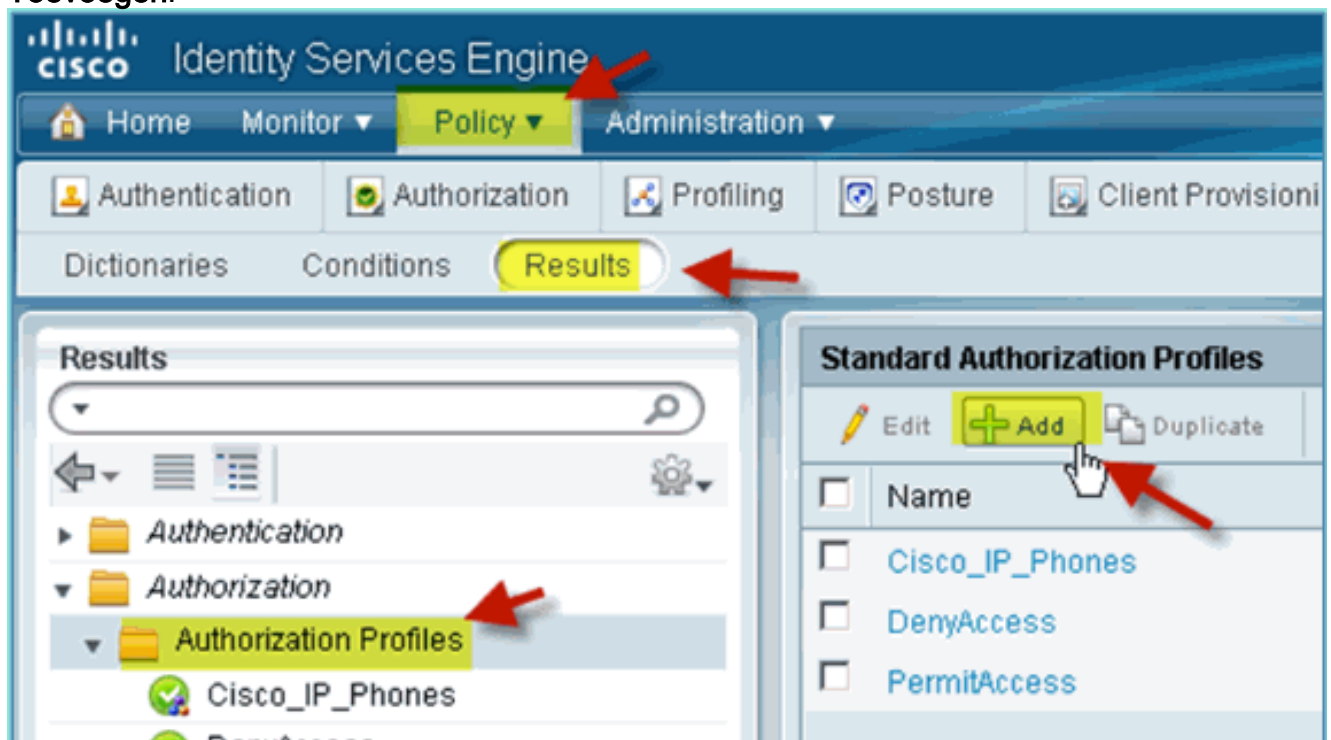 CISCO Identity Services Engine
Home Monitor Policy Administration
Authentication Authorization Profiling Posture Client Provisioni
Dictionaries Conditions Results
Results
Standard Authorization Profiles
Edit Add Duplicate
Name
Authentication
Cisco_IP_Phones
Authorization
DenyAccess
Authorization Profiles
PermitAccess
Cisco_IP_Phones